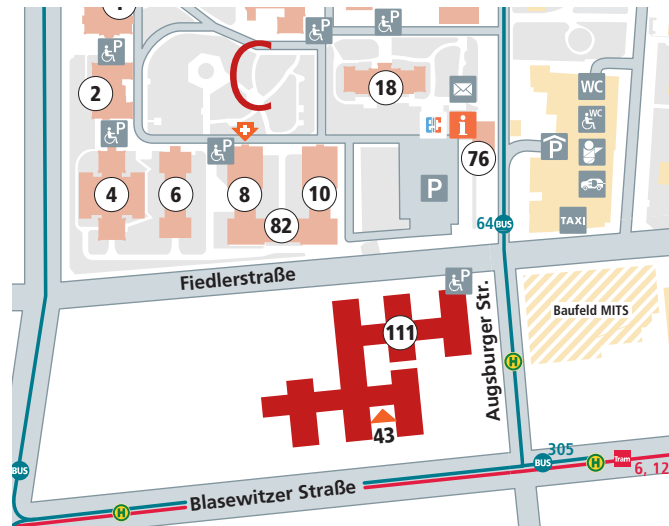 P
P
P
C
2
18
WC
P
WC
i
P
P
P
76
4
6
8
10
P
82
TAXI
64
BUS
Fiedlerstraße
P
Augsburger Str.
Baufeld MITS
111
H
43
305
BUS
BUS
H
Tram
6, 12
Blasewitzer Straße
H